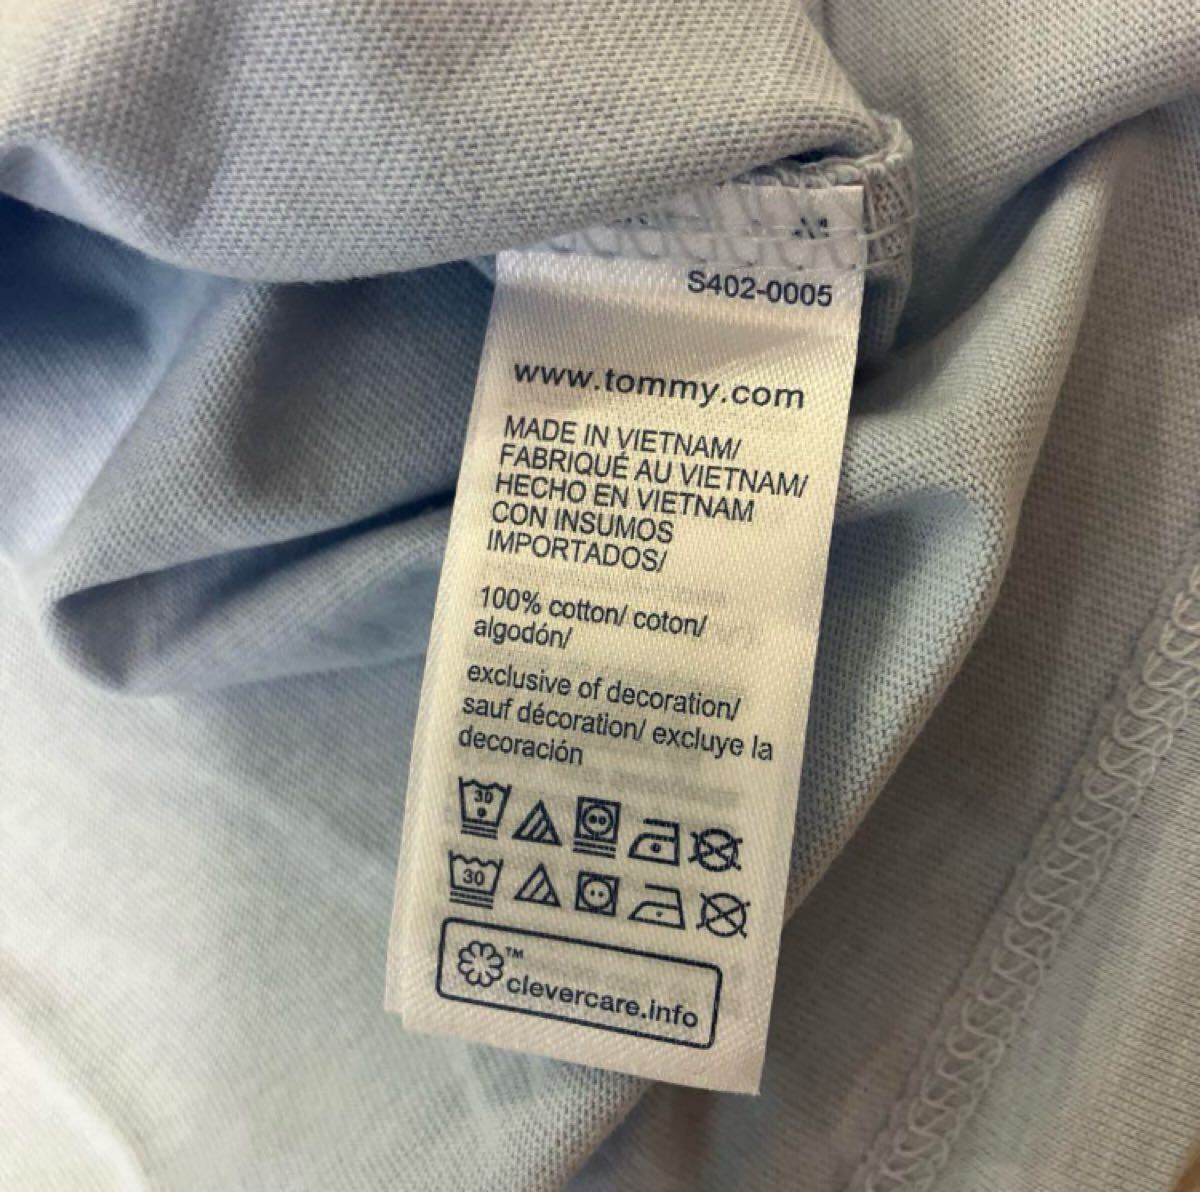 S402-0005
www.tommy.com
MADE IN VIETNAM/
FABRIQUÉ AU VIETNAM/
HECHO EN VIETNAM
CON INSUMOS
IMPORTADOS/
100% cotton/ coton/
algodón/
exclusive of decoration/
sauf décoration/ excluye la
decoración
30
30
™
clevercare.info